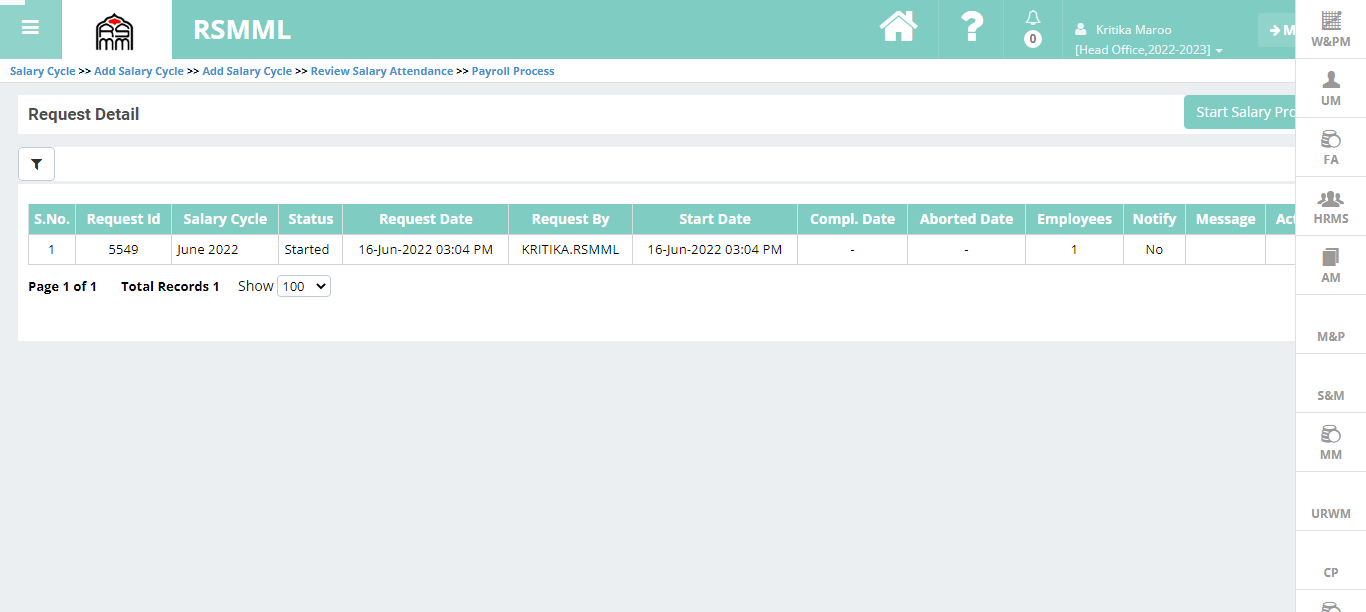 RSMML
RSMML
0
Kritika Maroo
[Head Office,2022-2023]
M
Salary Cycle >> Add Salary Cycle >> Add Salary Cycle >> Review Salary Attendance >> Payroll Process
Request Detail
Start Salary Pro
S.No. Request Id Salary Cycle Status Request Date Request By Start Date Compl. Date Aborted Date Employees Notify Message Act
1 5549 June 2022 Started 16-Jun-2022 03:04 PM KRITIKA.RSMML 16-Jun-2022 03:04 PM - - 1 No
Page 1 of 1 Total Records 1 Show 100
W&PM
UM
FA
HRMS
AM
M&P
S&M
MM
URWM
CP